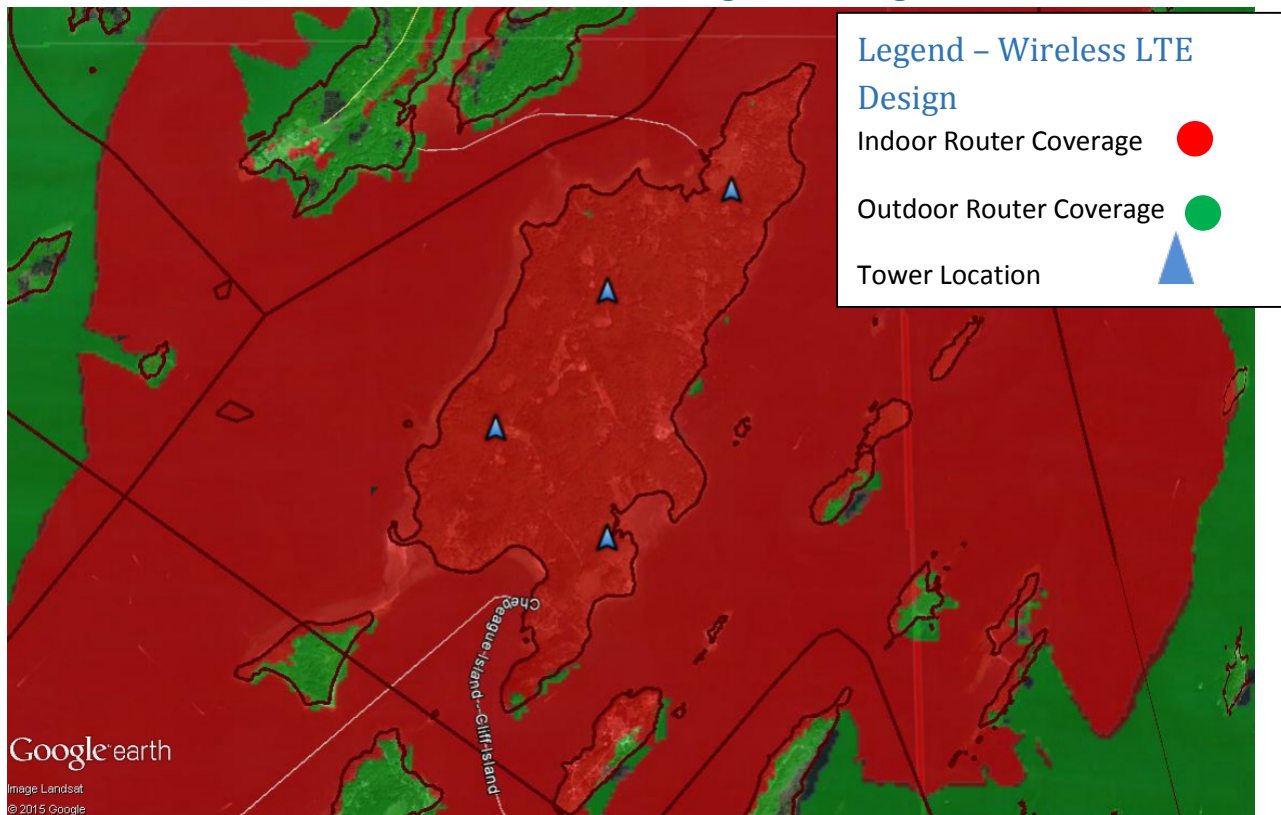 Legend – Wireless LTE
Design
Indoor Router Coverage
Outdoor Router Coverage
Tower Location
Chebeague-Island---Cliff-Island
Google earth
Image Landsat
© 2015 Google